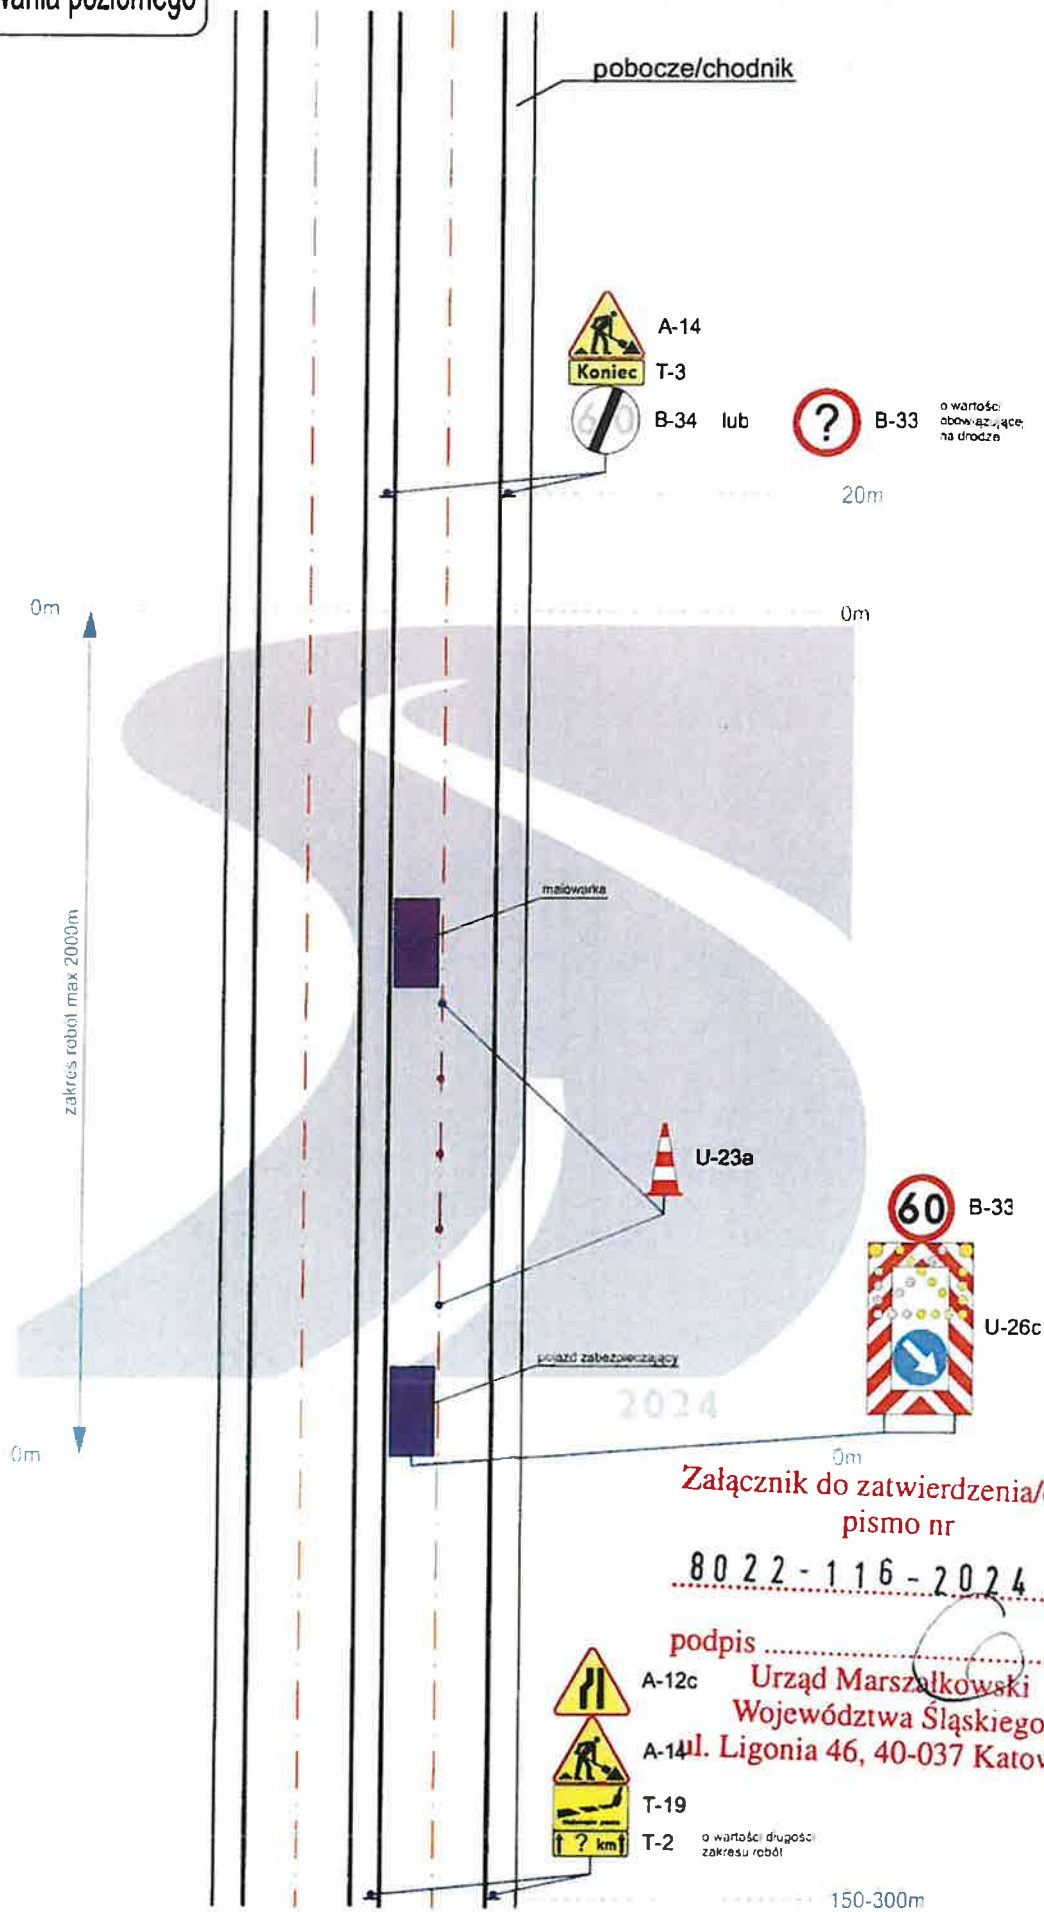 wania poziomego
pobocze/chodnik
A-14
Koniec T-3
60 B-34 lub ? B-33 o wartości
obowiązujące
na drodze
20m
0m 0m
malowarka
zakres robót max 2000m
U-23a
60 B-33
U-26c
pojazd zabezpieczający
2024
0m 0m
Załącznik do zatwierdzenia/
pismo nr
8022-116-2024
podpis
A-12c Urząd Marszałkowski
Województwa Śląskiego
A-14 ul. Ligonia 46, 40-037 Katow
T-19
? km T-2 o wartości długości
zakresu robót
150-300m